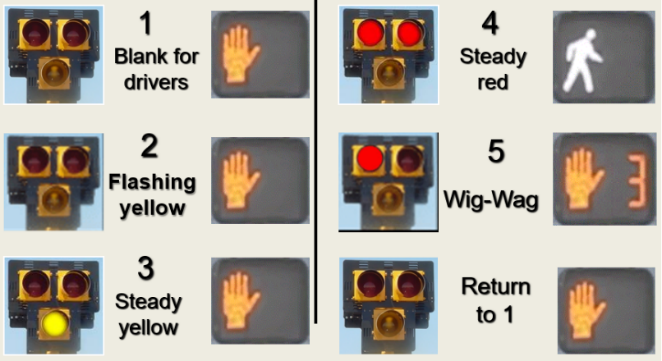 1
Blank for
drivers
2
Flashing
yellow
3
Steady
yellow
4
Steady
red
5
Wig-Wag
3
Return
to 1